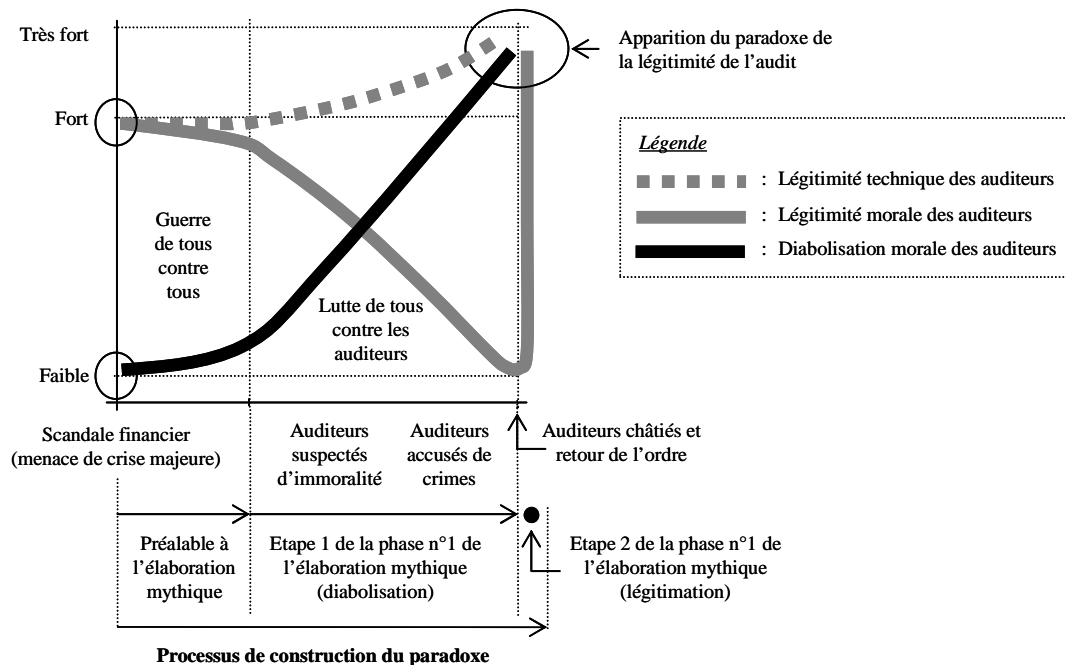 Très fort
Apparition du paradoxe de
la légitimité de l'audit
Fort
Légende
: Légitimité technique des auditeurs
: Légitimité morale des auditeurs
: Diabolisation morale des auditeurs
Guerre
de tous
contre
tous
Lutte de tous
contre les
auditeurs
Faible
Scandale financier
(menace de crise majeure)
Auditeurs
suspectés
d'immoralité
Auditeurs
accusés de
crimes
Auditeurs châtiés et
retour de l'ordre
Préalable à
l'élaboration
mythique
Etape 1 de la phase n°1 de
l'élaboration mythique
(diabolisation)
Etape 2 de la phase n°1 de
l'élaboration mythique
(légitimation)
Processus de construction du paradoxe